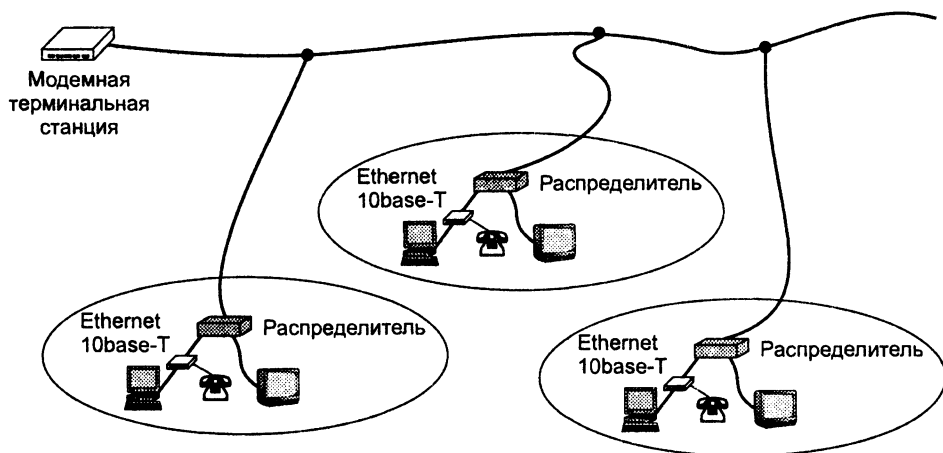 Модемная
терминальная
станция
Ethernet
10base-T
Распределитель
Ethernet
10base-T
Распределитель
Ethernet
10base-T
Распределитель